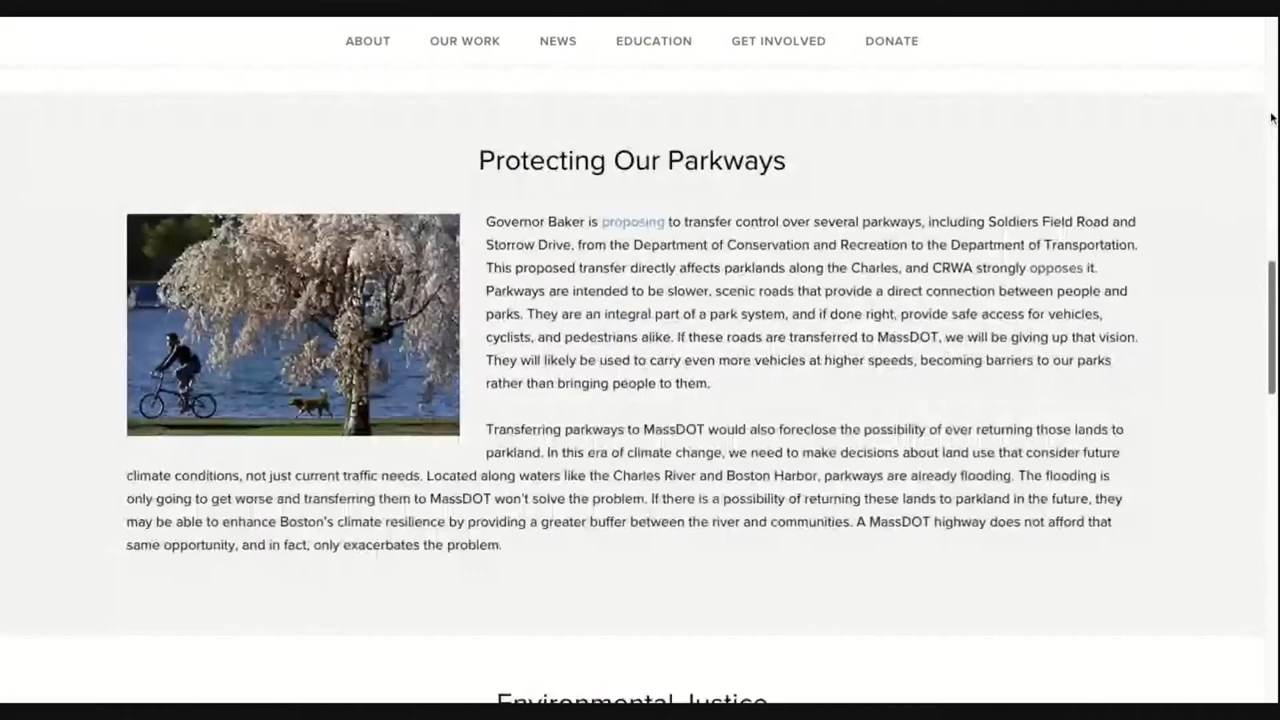 ABOUT OUR WORK NEWS EDUCATION GET INVOLVED DONATE
Protecting Our Parkways
Governor Baker is proposing to transfer control over several parkways, including Soldiers Field Road and
Storrow Drive, from the Department of Conservation and Recreation to the Department of Transportation.
This proposed transfer directly affects parklands along the Charles, and CRWA strongly opposes it.
Parkways are intended to be slower, scenic roads that provide a direct connection between people and
parks. They are an integral part of a park system, and if done right, provide safe access for vehicles,
cyclists, and pedestrians alike. If these roads are transferred to MassDOT, we will be giving up that vision.
They will likely be used to carry even more vehicles at higher speeds, becoming barriers to our parks
rather than bringing people to them.
Transferring parkways to MassDOT would also foreclose the possibility of ever returning those lands to
parkland. In this era of climate change, we need to make decisions about land use that consider future
climate conditions, not just current traffic needs. Located along waters like the Charles River and Boston Harbor, parkways are already flooding. The flooding is
only going to get worse and transferring them to MassDOT won't solve the problem. If there is a possibility of returning these lands to parkland in the future, they
may be able to enhance Boston's climate resilience by providing a greater buffer between the river and communities. A MassDOT highway does not afford that
same opportunity, and in fact, only exacerbates the problem.
Environmental Justice